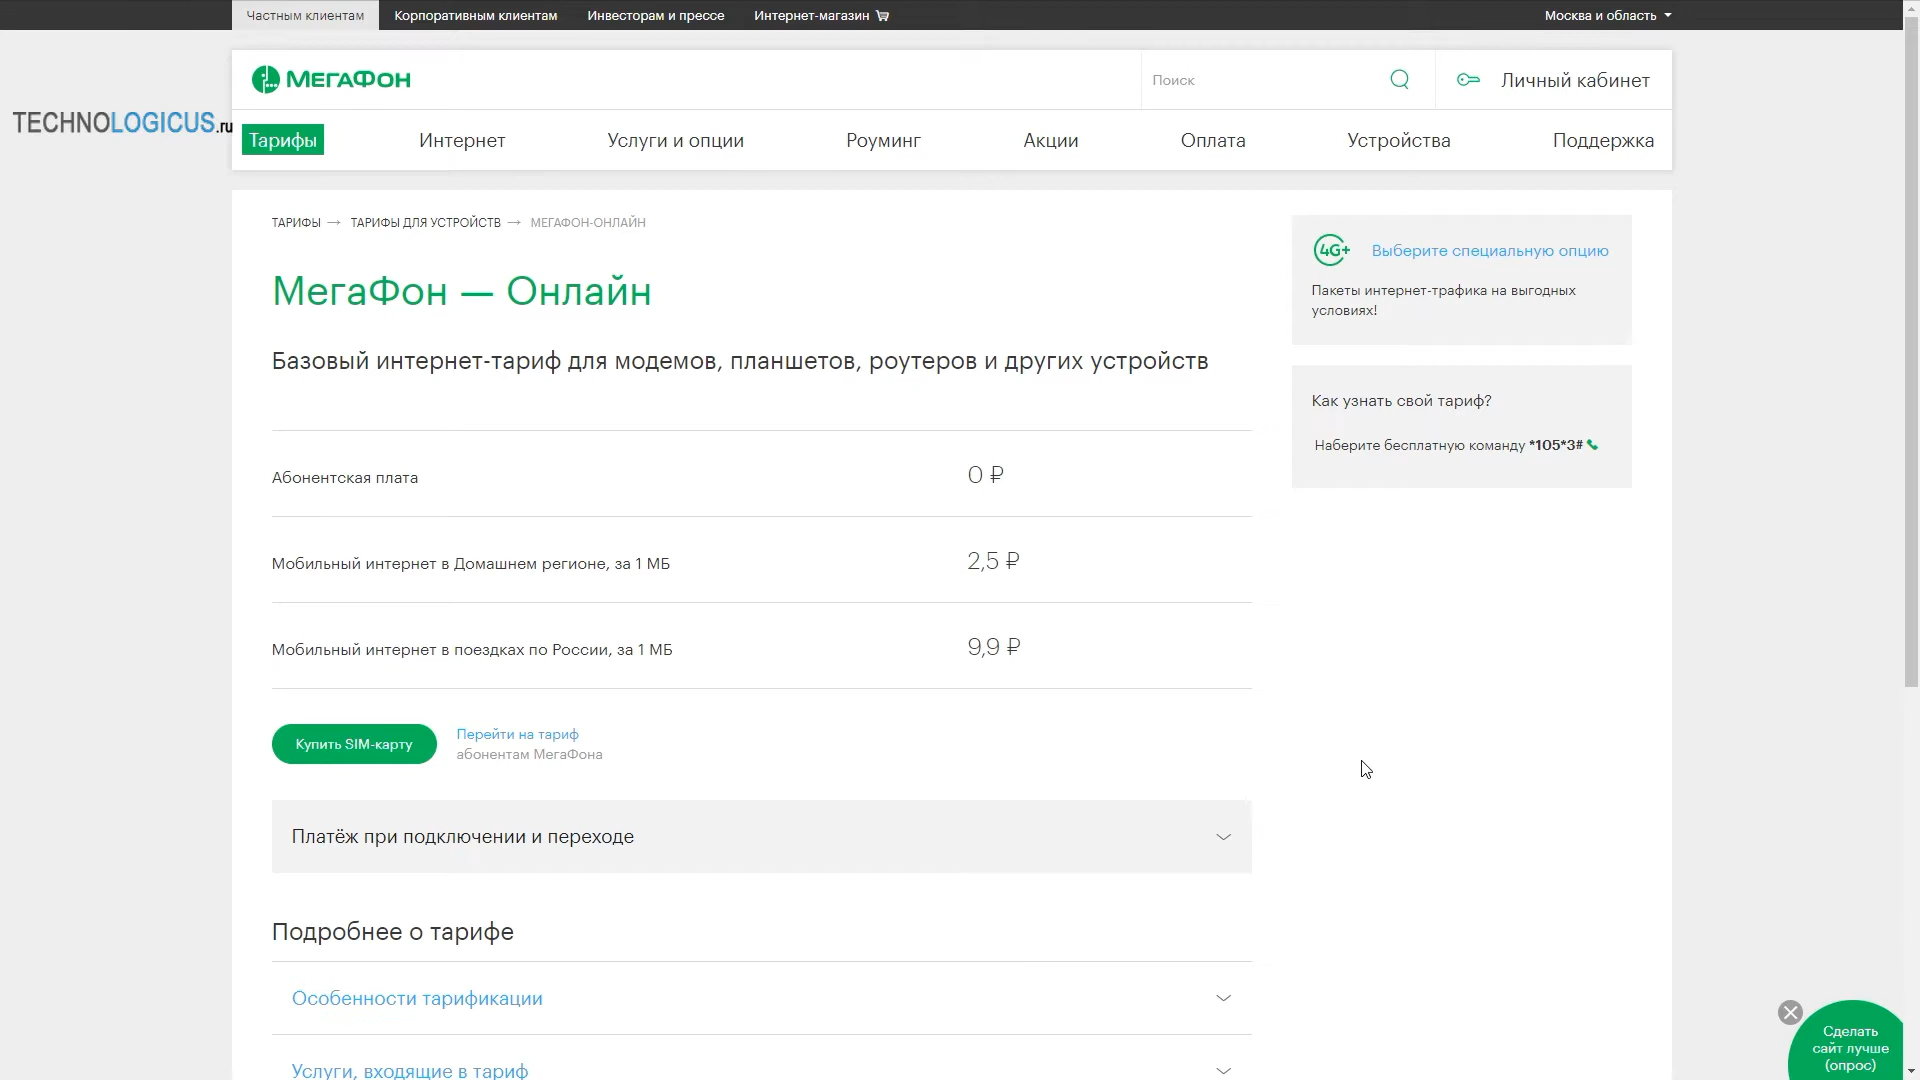 Частным клиентам
Корпоративным клиентам
Инвесторам и прессе
Интернет-магазин
Москва и область
МЕГАФОН
Поиск
Личный кабинет
TECHNOLOGICUS.ru
Тарифы
Интернет
Услуги и опции
Роуминг
Акции
Оплата
Устройства
Поддержка
ТАРИФЫ → ТАРИФЫ ДЛЯ УСТРОЙСТВ → МЕГАФОН-ОНЛАЙН
МегаФон — Онлайн
Базовый интернет-тариф для модемов, планшетов, роутеров и других устройств
Абонентская плата
0 ₽
Мобильный интернет в Домашнем регионе, за 1 МБ
2,5 ₽
Мобильный интернет в поездках по России, за 1 МБ
9,9 ₽
Купить SIM-карту
Перейти на тариф
абонентам МегаФона
Платёж при подключении и переходе
Подробнее о тарифе
Особенности тарификации
Услуги, входящие в тариф
4G+
Выберите специальную опцию
Пакеты интернет-трафика на выгодных
условиях!
Как узнать свой тариф?
Наберите бесплатную команду *105*3#
Сделать
сайт лучше
(опрос)